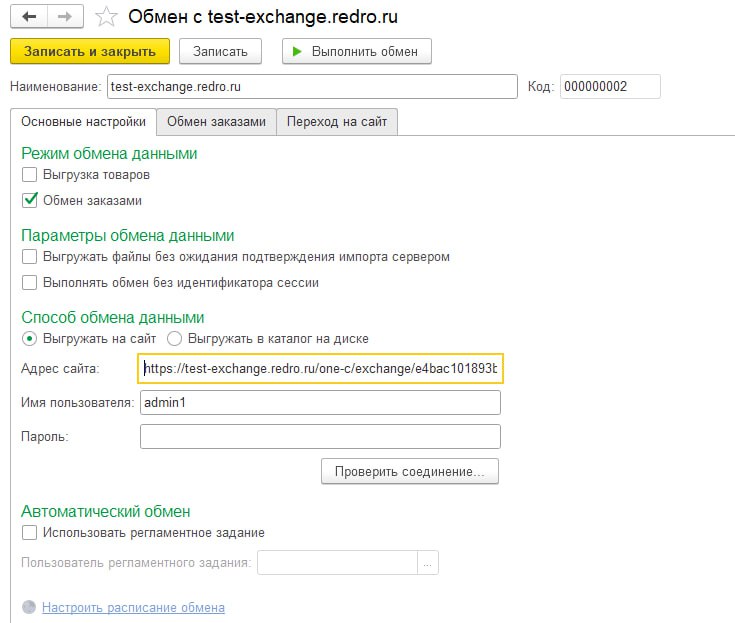 Обмен с test-exchange.redro.ru
Записать и закрыть Записать Выполнить обмен
Наименование: test-exchange.redro.ru Код: 000000002
Основные настройки Обмен заказами Переход на сайт
Режим обмена данными
Выгрузка товаров
Обмен заказами
Параметры обмена данными
Выгружать файлы без ожидания подтверждения импорта сервером
Выполнять обмен без идентификатора сессии
Способ обмена данными
Выгружать на сайт Выгружать в каталог на диске
Адрес сайта: https://test-exchange.redro.ru/one-c/exchange/e4bac101893b
Имя пользователя: admin1
Пароль:
Проверить соединение...
Автоматический обмен
Использовать регламентное задание
Пользователь регламентного задания: ...
Настроить расписание обмена